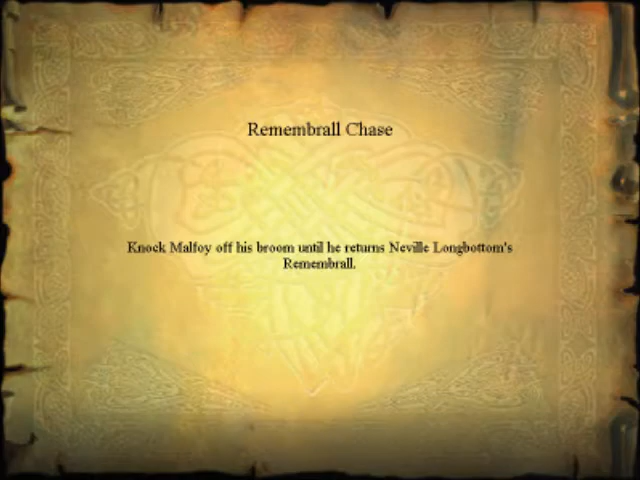 Remembrall Chase
Knock Malfoy off his broom until he returns Neville Longbottom's
Remembrall.